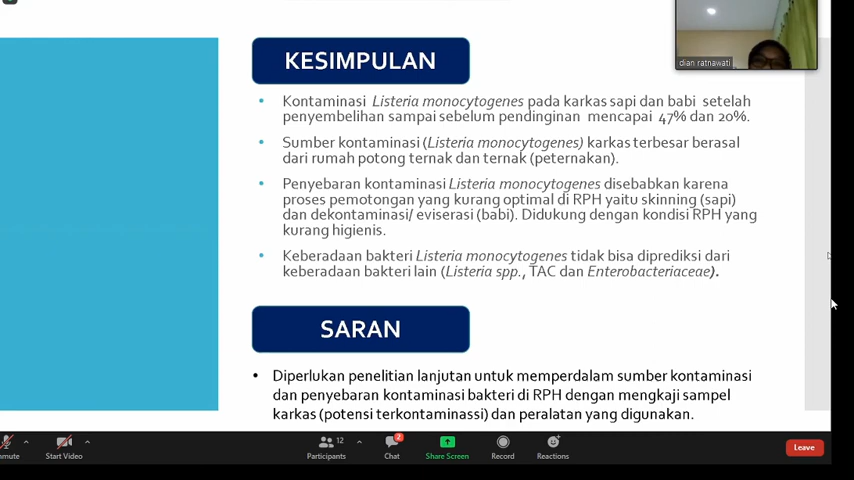 dian ratnawati
KESIMPULAN
• Kontaminasi Listeria monocytogenes pada karkas sapi dan babi setelah
penyembelihan sampai sebelum pendinginan mencapai 47% dan 20%.
• Sumber kontaminasi (Listeria monocytogenes) karkas terbesar berasal
dari rumah potong ternak dan ternak (peternakan).
• Penyebaran kontaminasi Listeria monocytogenes disebabkan karena
proses pemotongan yang kurang optimal di RPH yaitu skinning (sapi)
dan dekontaminasi/ eviserasi (babi). Didukung dengan kondisi RPH yang
kurang higienis.
• Keberadaan bakteri Listeria monocytogenes tidak bisa diprediksi dari
keberadaan bakteri lain (Listeria spp., TAC dan Enterobacteriaceae).
SARAN
• Diperlukan penelitian lanjutan untuk memperdalam sumber kontaminasi
dan penyebaran kontaminasi bakteri di RPH dengan mengkaji sampel
karkas (potensi terkontaminassi) dan peralatan yang digunakan.
12
2
mute
Start Video
Participants
Chat
Share Screen
Record
Reactions
Leave